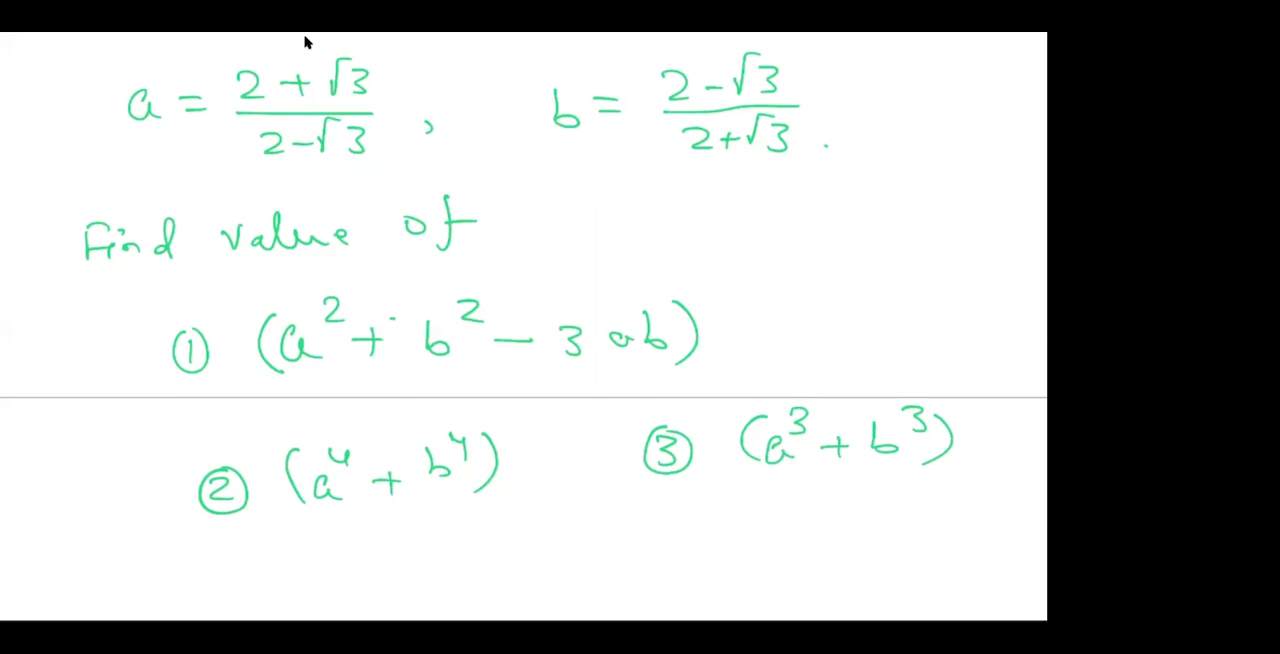 a = (2 + √3)/(2 - √3) , b = (2 - √3)/(2 + √3) .
Find value of
① (a² + b² - 3ab)
② (a⁴ + b⁴) ③ (a³ + b³)